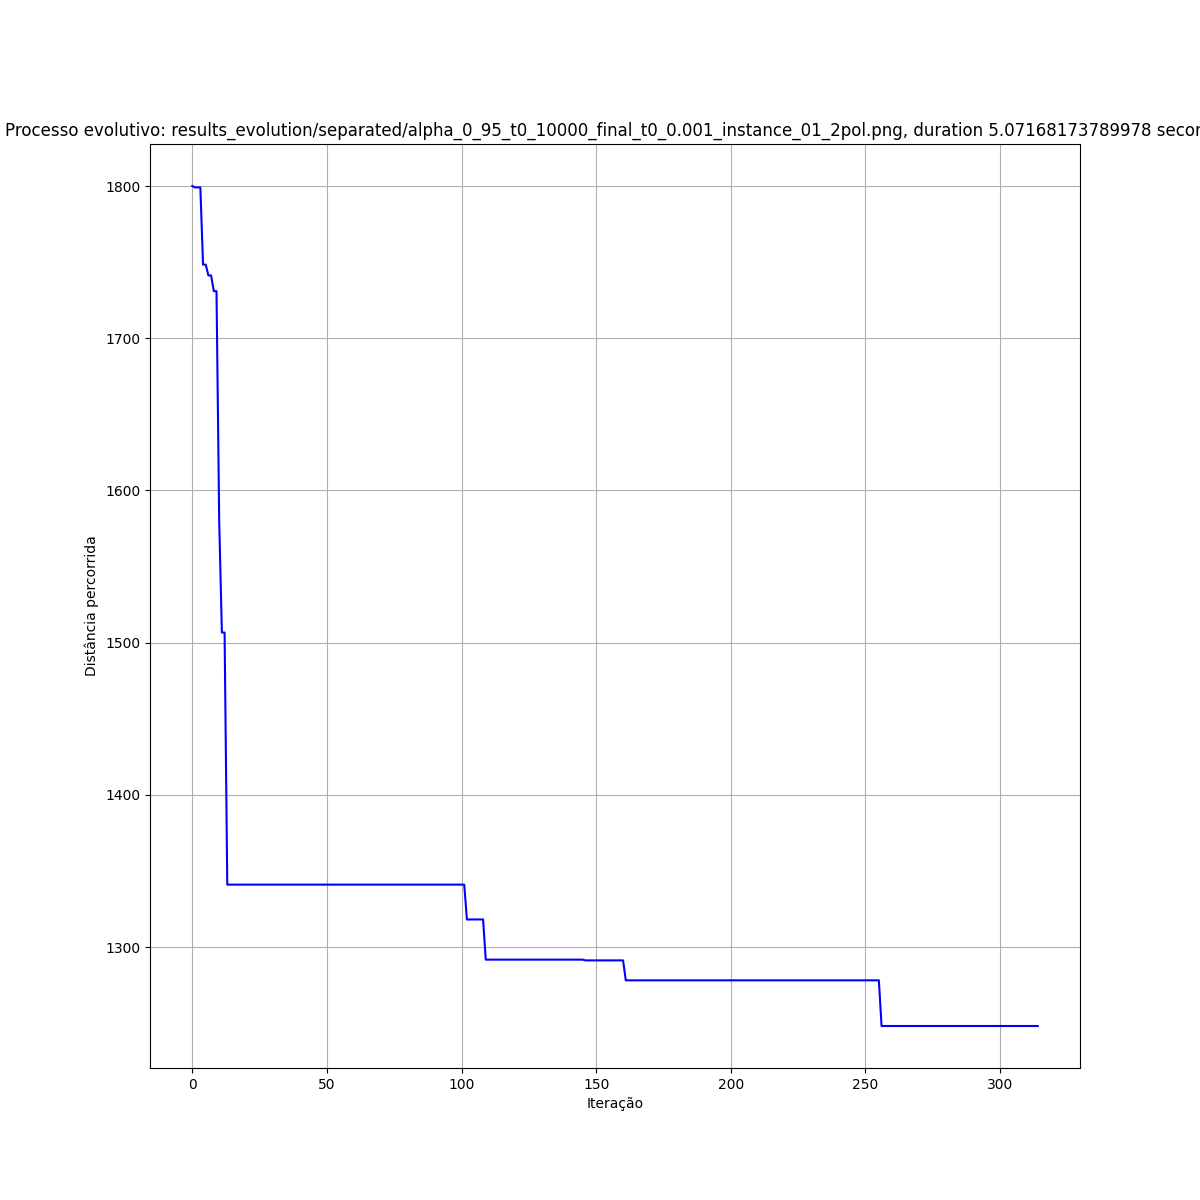 Processo evolutivo: results_evolution/separated/alpha_0_95_t0_10000_final_t0_0.001_instance_01_2pol.png, duration 5.07168173789978
1800
1700
1600
1500
1400
1300
Distância percorrida
0 50 100 150 200 250 300
Iteração